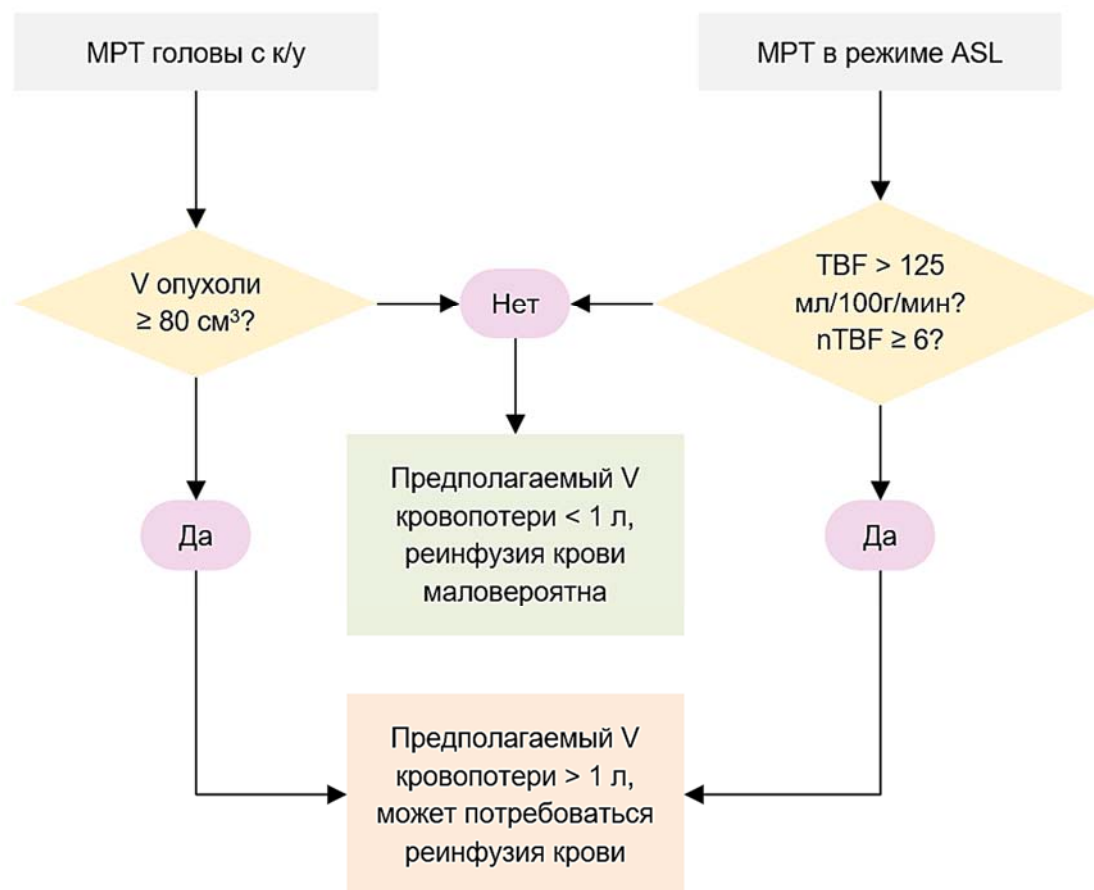 МРТ головы с к/у
МРТ в режиме ASL
V опухоли
≥ 80 см³?
Нет
TBF > 125
мл/100г/мин?
nTBF ≥ 6?
Предполагаемый V
кровопотери < 1 л,
реинфузия крови
маловероятна
Да
Да
Предполагаемый V
кровопотери > 1 л,
может потребоваться
реинфузия крови